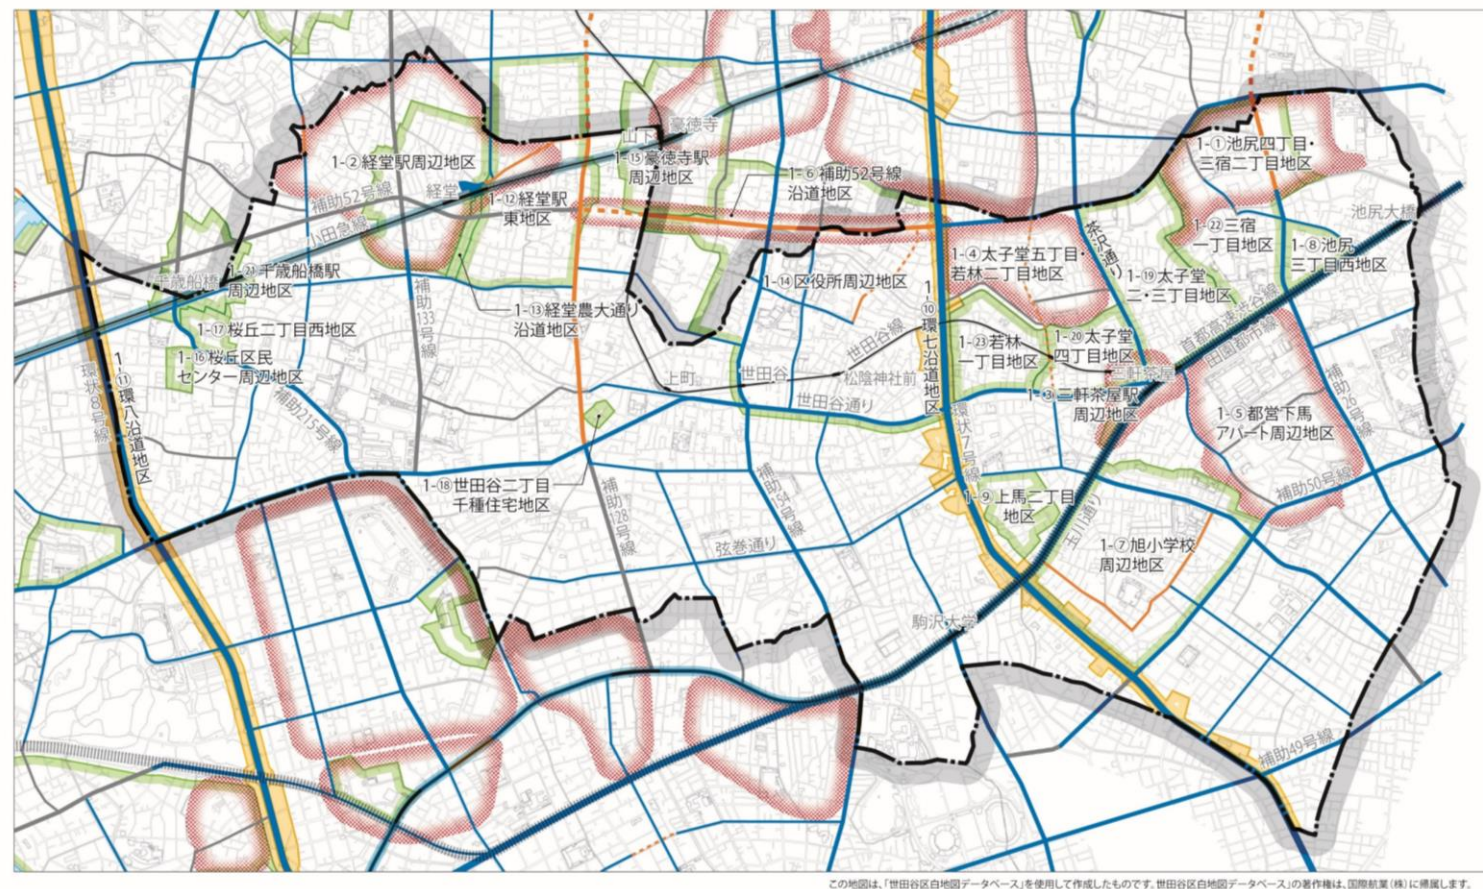 山下
豪徳寺
1-②経堂駅周辺地区
1-⑮豪徳寺駅
周辺地区
1-⑥補助52号線
沿道地区
1-①池尻四丁目・
三宿二丁目地区
経堂
補助52号線
1-⑫経堂駅
東地区
池尻大橋
1-㉒三宿
一丁目地区
1-⑧池尻
三丁目西地区
小田急線
茶沢通り
1-④太子堂五丁目・
若林二丁目地区
千歳船橋
1-㉑千歳船橋駅
周辺地区
1-⑭区役所周辺地区
1-⑲太子堂
二・三丁目地区
補助133号線
1-⑬経堂農大通り
沿道地区
1-⑩環七沿道地区
首都高速渋谷線
田園都市線
1-⑰桜丘二丁目西地区
世田谷線
1-㉓若林
一丁目地区
1-⑳太子堂
四丁目地区
1-⑯桜丘区民
センター周辺地区
1-⑪環八沿道地区
環状8号線
上町
世田谷
松陰神社前
三軒茶屋
補助26号線
補助215号線
世田谷通り
環状7号線
1-③三軒茶屋駅
周辺地区
1-⑤都営下馬
アパート周辺地区
1-⑱世田谷二丁目
千種住宅地区
補助128号線
補助154号線
1-⑨上馬二丁目
地区
玉川通り
補助50号線
弦巻通り
1-⑦旭小学校
周辺地区
駒沢大学
補助49号線
この地図は、「世田谷区白地図データベース」を使用して作成したものです。世田谷区白地図データベース」の著作権は、国際航業(株)に帰属します。